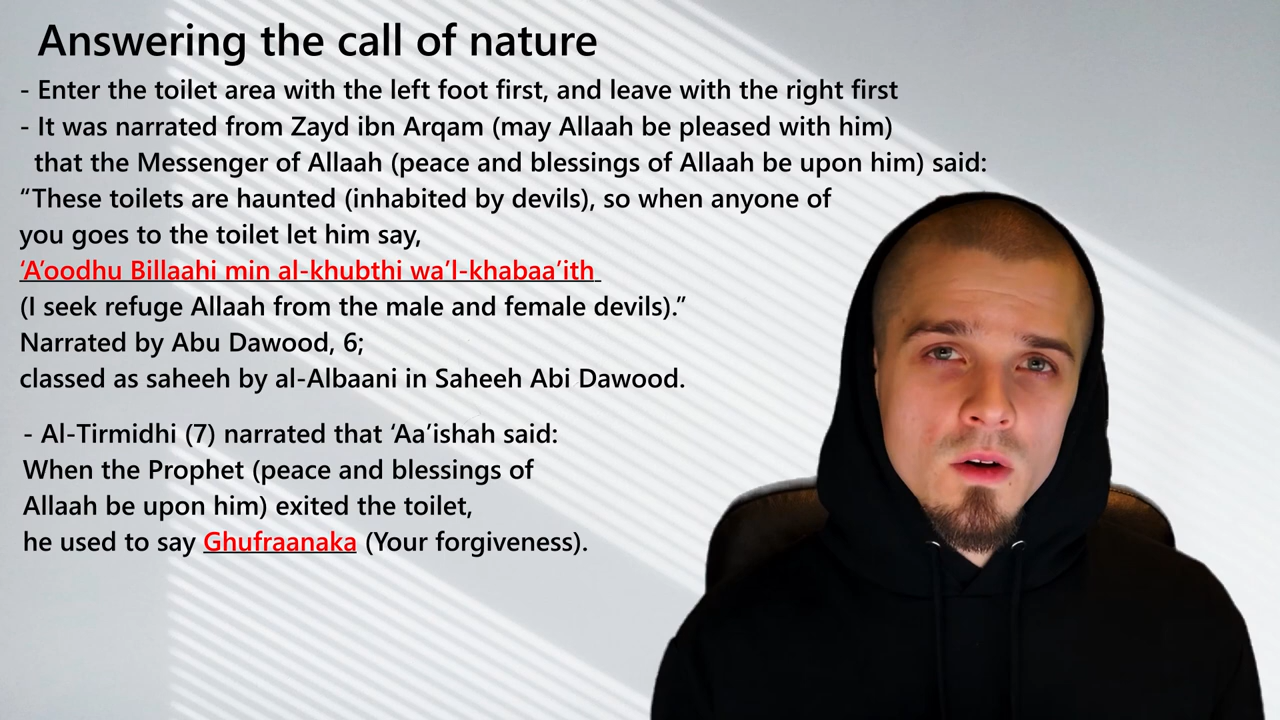 Answering the call of nature
- Enter the toilet area with the left foot first, and leave with the right first
- It was narrated from Zayd ibn Arqam (may Allaah be pleased with him)
that the Messenger of Allaah (peace and blessings of Allaah be upon him) said:
“These toilets are haunted (inhabited by devils), so when anyone of
you goes to the toilet let him say,
‘A’oodhu Billaahi min al-khubthi wa’l-khabaa’ith
(I seek refuge Allaah from the male and female devils).”
Narrated by Abu Dawood, 6;
classed as saheeh by al-Albaani in Saheeh Abi Dawood.
- Al-Tirmidhi (7) narrated that ‘Aa’ishah said:
When the Prophet (peace and blessings of
Allaah be upon him) exited the toilet,
he used to say Ghufraanaka (Your forgiveness).